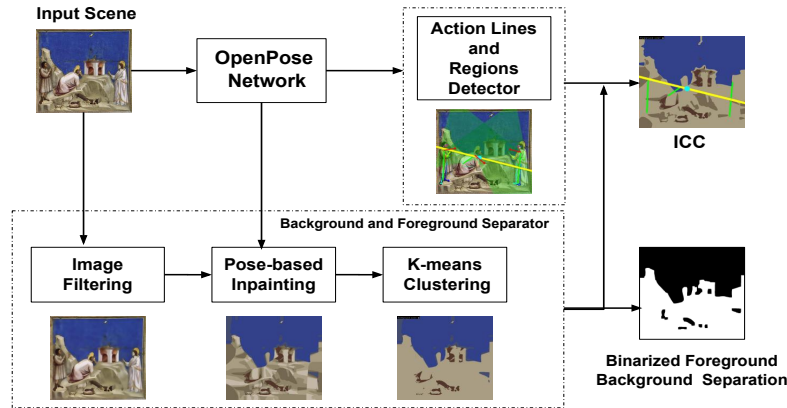 Input Scene
OpenPose
Network
Action Lines
and
Regions
Detector
ICC
Background and Foreground Separator
Image
Filtering
Pose-based
Inpainting
K-means
Clustering
Binarized Foreground
Background Separation